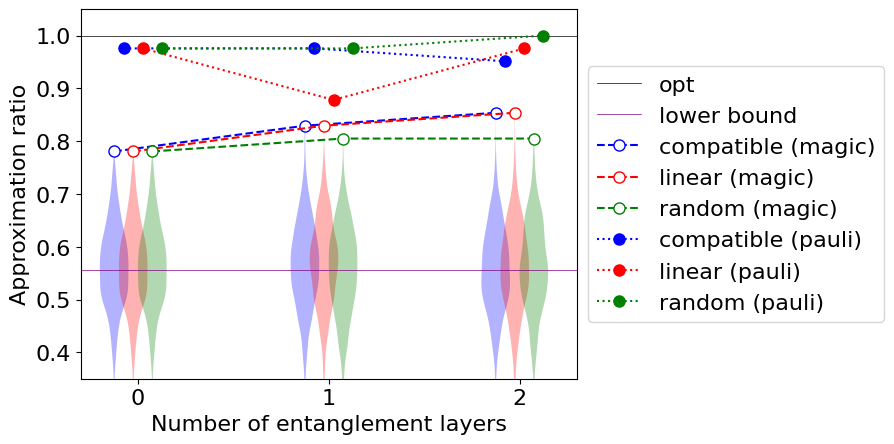 1.0
0.9
0.8
0.7
0.6
0.5
0.4
Approximation ratio
0
1
2
Number of entanglement layers
opt
lower bound
compatible (magic)
linear (magic)
random (magic)
compatible (pauli)
linear (pauli)
random (pauli)